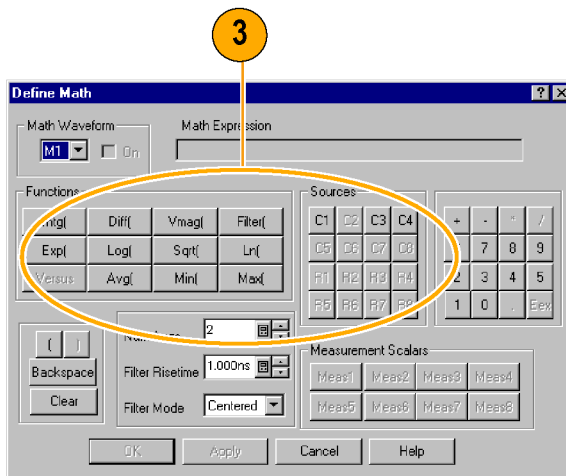 3
Define Math
? ×
Math Waveform
Math Expression
M1
On
Functions
Intg( Diff( Vmag( Filter(
Exp( Log( Sqrt( Ln(
Versus Avg( Min( Max(
Sources
C1 C2 C3 C4
C5 C6 C7 C8
R1 R2 R3 R4
R5 R6 R7 R8
+ - * /
7 8 9
2 3 4 5
1 0 . Eex
( )
Backspace
Clear
2
Filter Risetime 1.000ns
Filter Mode Centered
Measurement Scalars
Meas1 Meas2 Meas3 Meas4
Meas5 Meas6 Meas7 Meas8
OK Apply Cancel Help